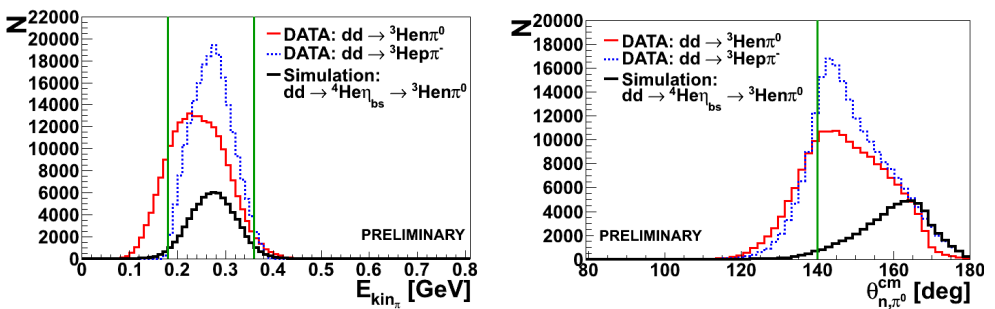 N
22000
20000
18000
16000
14000
12000
10000
8000
6000
4000
2000
0
DATA: dd → ³Henπ⁰
DATA: dd → ³Hepπ⁻
Simulation:
dd → ⁴Heη_bs → ³Henπ⁰
PRELIMINARY
0 0.1 0.2 0.3 0.4 0.5 0.6 0.7 0.8
E_kin_π [GeV]
N
20000
18000
16000
14000
12000
10000
8000
6000
4000
2000
0
DATA: dd → ³Henπ⁰
DATA: dd → ³Hepπ⁻
Simulation:
dd → ⁴Heη_bs → ³Henπ⁰
PRELIMINARY
80 100 120 140 160 180
θ^cm_n,π⁰ [deg]